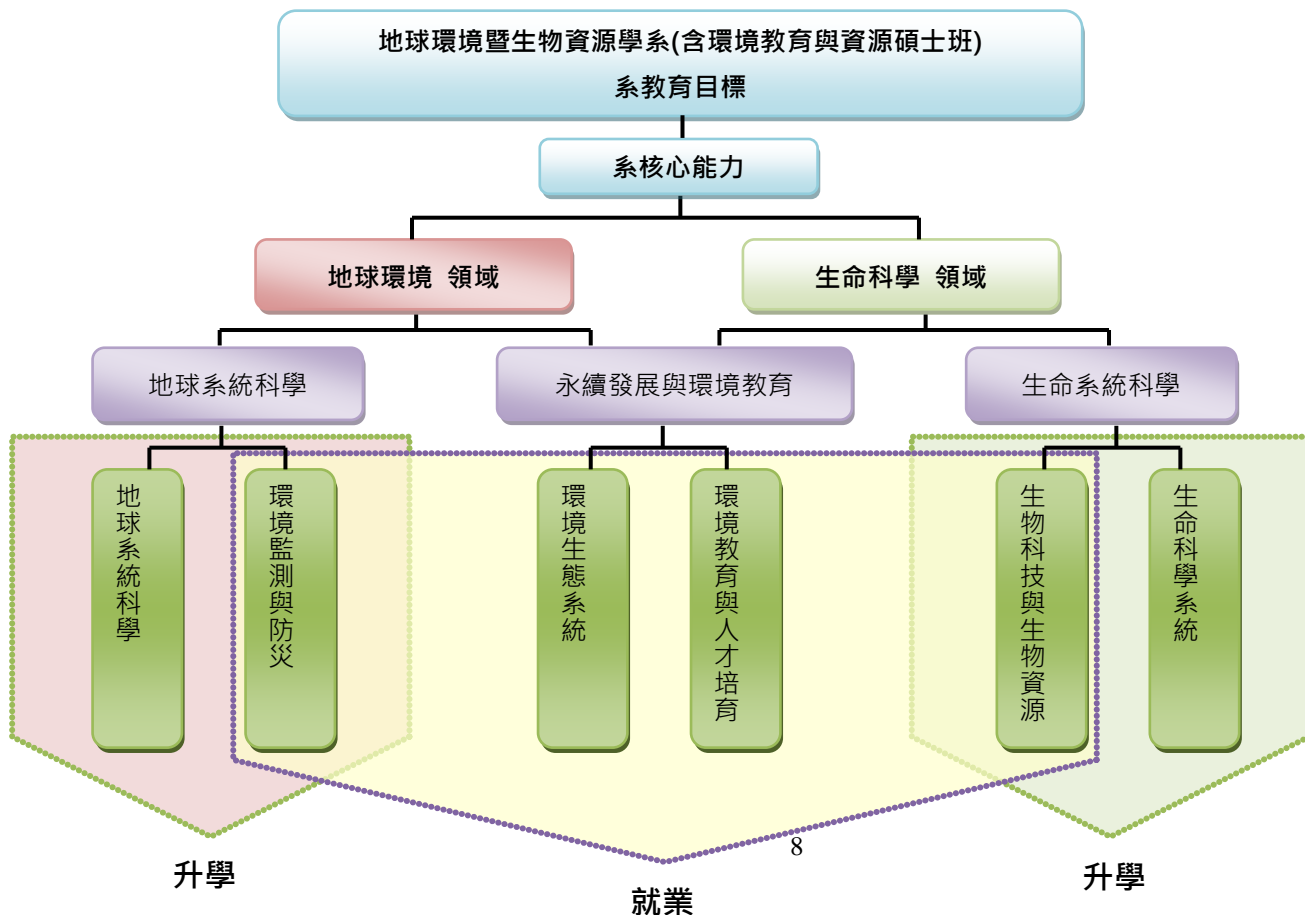 地球環境暨生物資源學系(含環境教育與資源碩士班)
系教育目標
系核心能力
地球環境 領域
生命科學 領域
地球系統科學
永續發展與環境教育
生命系統科學
地球系統科學
環境監測與防災
環境生態系統
環境教育與人才培育
生物科技與生物資源
生命科學系統
8
升學
就業
升學